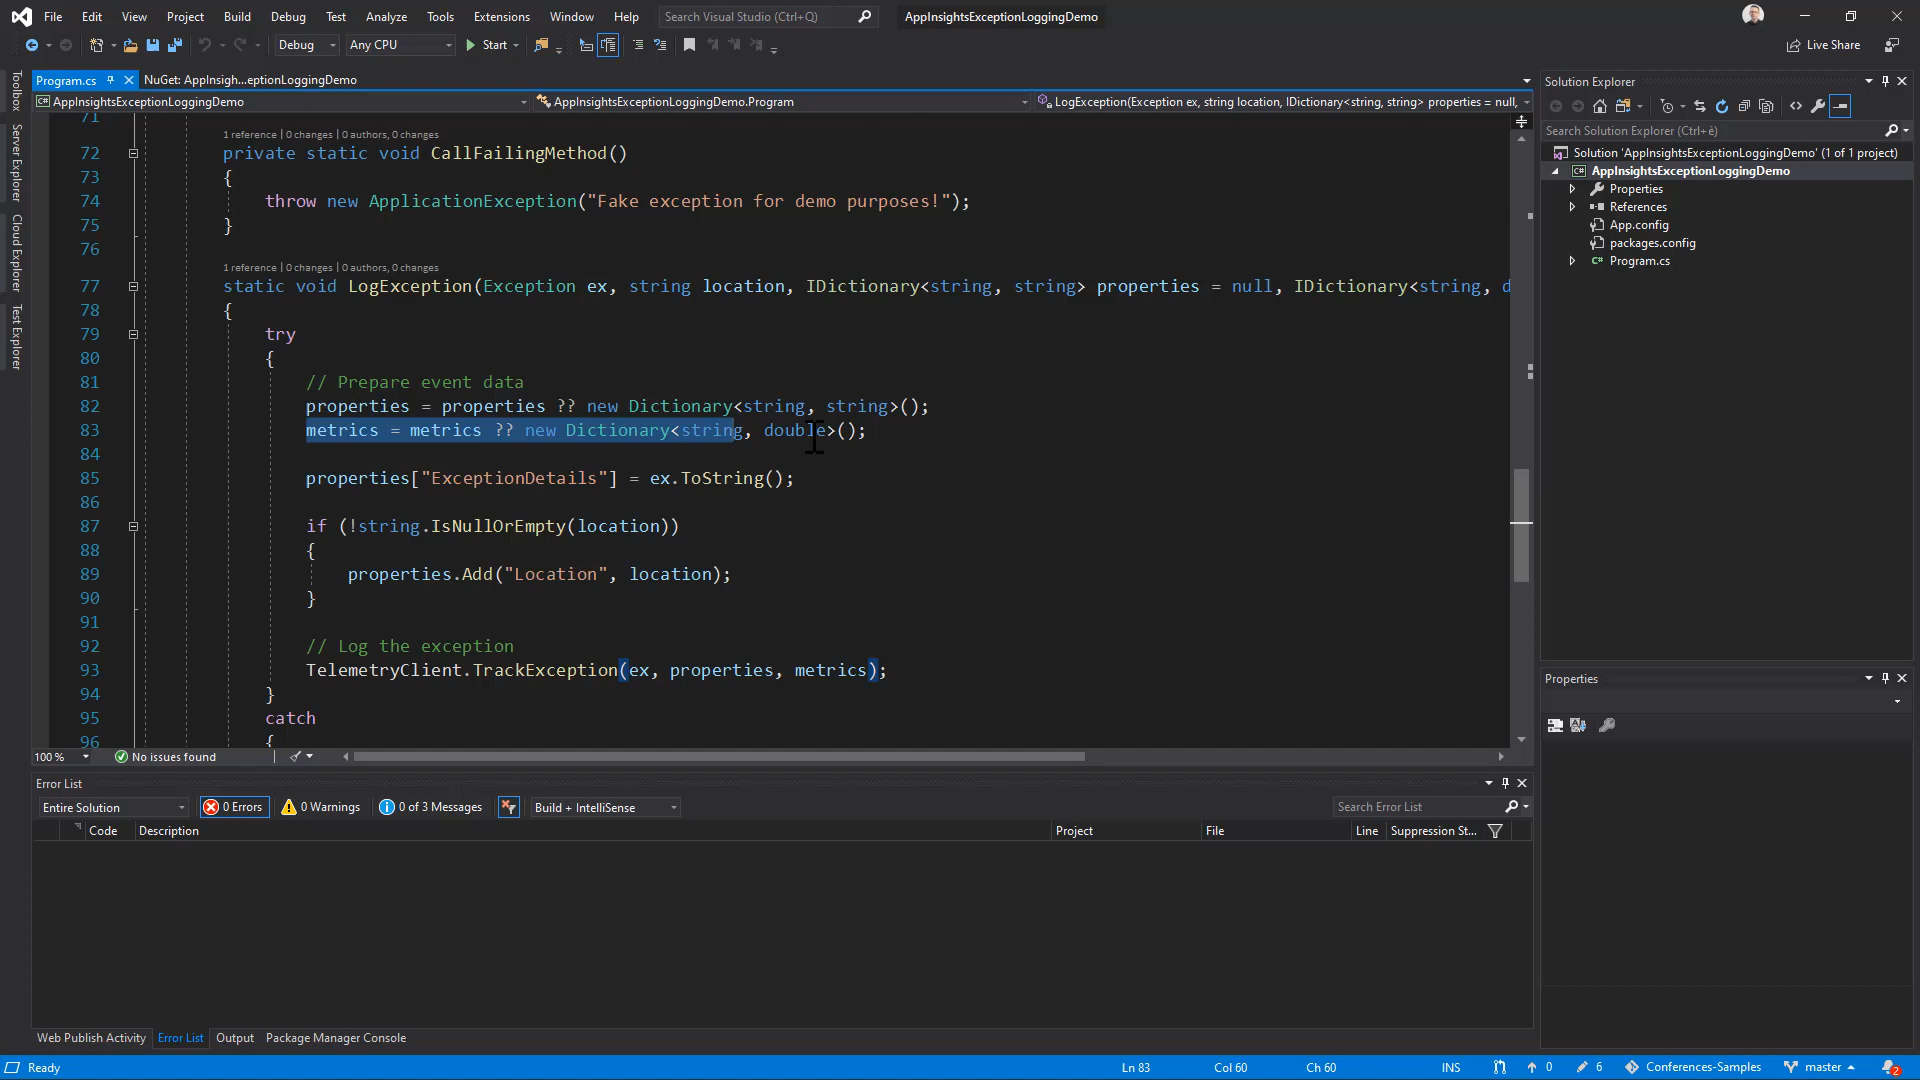 File Edit View Project Build Debug Test Analyze Tools Extensions Window Help Search Visual Studio (Ctrl+Q) AppInsightsExceptionLoggingDemo
Debug Any CPU Start Live Share
Program.cs NuGet: AppInsigh...eptionLoggingDemo
AppInsightsExceptionLoggingDemo AppInsightsExceptionLoggingDemo.Program LogException(Exception ex, string location, IDictionary<string, string> properties = null,
Toolbox
Server Explorer
Cloud Explorer
Test Explorer
71
1 reference | 0 changes | 0 authors, 0 changes
72 private static void CallFailingMethod()
73 {
74 throw new ApplicationException("Fake exception for demo purposes!");
75 }
76
1 reference | 0 changes | 0 authors, 0 changes
77 static void LogException(Exception ex, string location, IDictionary<string, string> properties = null, IDictionary<string, d
78 {
79 try
80 {
81 // Prepare event data
82 properties = properties ?? new Dictionary<string, string>();
83 metrics = metrics ?? new Dictionary<string, double>();
84
85 properties["ExceptionDetails"] = ex.ToString();
86
87 if (!string.IsNullOrEmpty(location))
88 {
89 properties.Add("Location", location);
90 }
91
92 // Log the exception
93 TelemetryClient.TrackException(ex, properties, metrics);
94 }
95 catch
96 {
100 % No issues found
Solution Explorer
Search Solution Explorer (Ctrl+è)
Solution 'AppInsightsExceptionLoggingDemo' (1 of 1 project)
AppInsightsExceptionLoggingDemo
Properties
References
App.config
packages.config
C# Program.cs
Properties
Error List
Entire Solution 0 Errors 0 Warnings 0 of 3 Messages Build + IntelliSense Search Error List
Code Description Project File Line Suppression St...
Web Publish Activity Error List Output Package Manager Console
Ready Ln 83 Col 60 Ch 60 INS 0 6 Conferences-Samples master 2